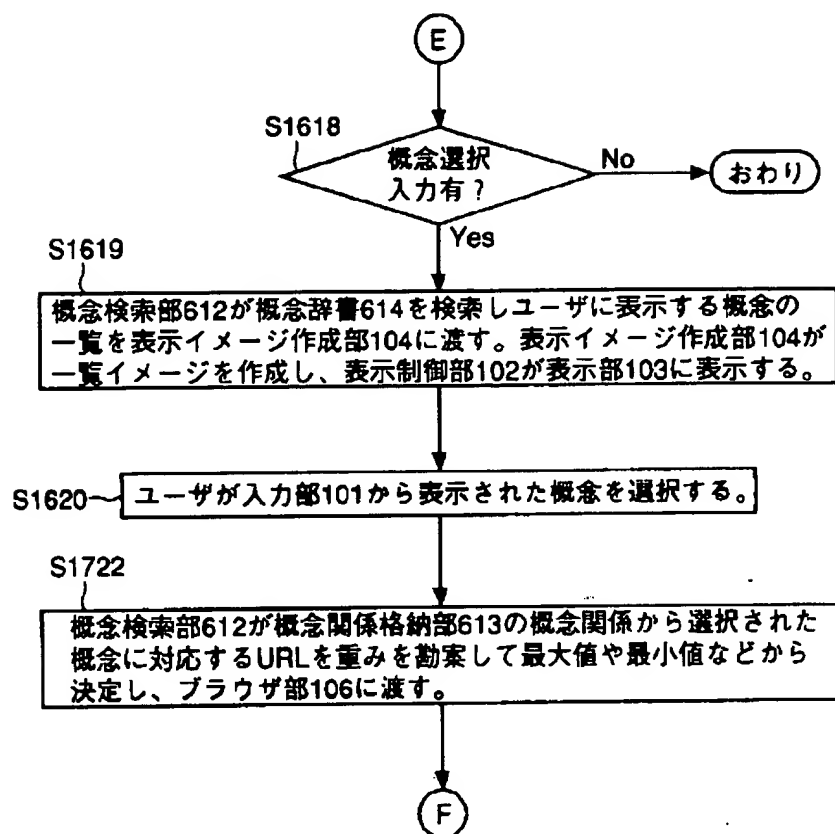 E
S1618
概念選択
入力有？
No
おわり
Yes
S1619
概念検索部612が概念辞書614を検索しユーザに表示する概念の
一覧を表示イメージ作成部104に渡す。表示イメージ作成部104が
一覧イメージを作成し、表示制御部102が表示部103に表示する。
S1620
ユーザが入力部101から表示された概念を選択する。
S1722
概念検索部612が概念関係格納部613の概念関係から選択された
概念に対応するURLを重みを勘案して最大値や最小値などから
決定し、ブラウザ部106に渡す。
F